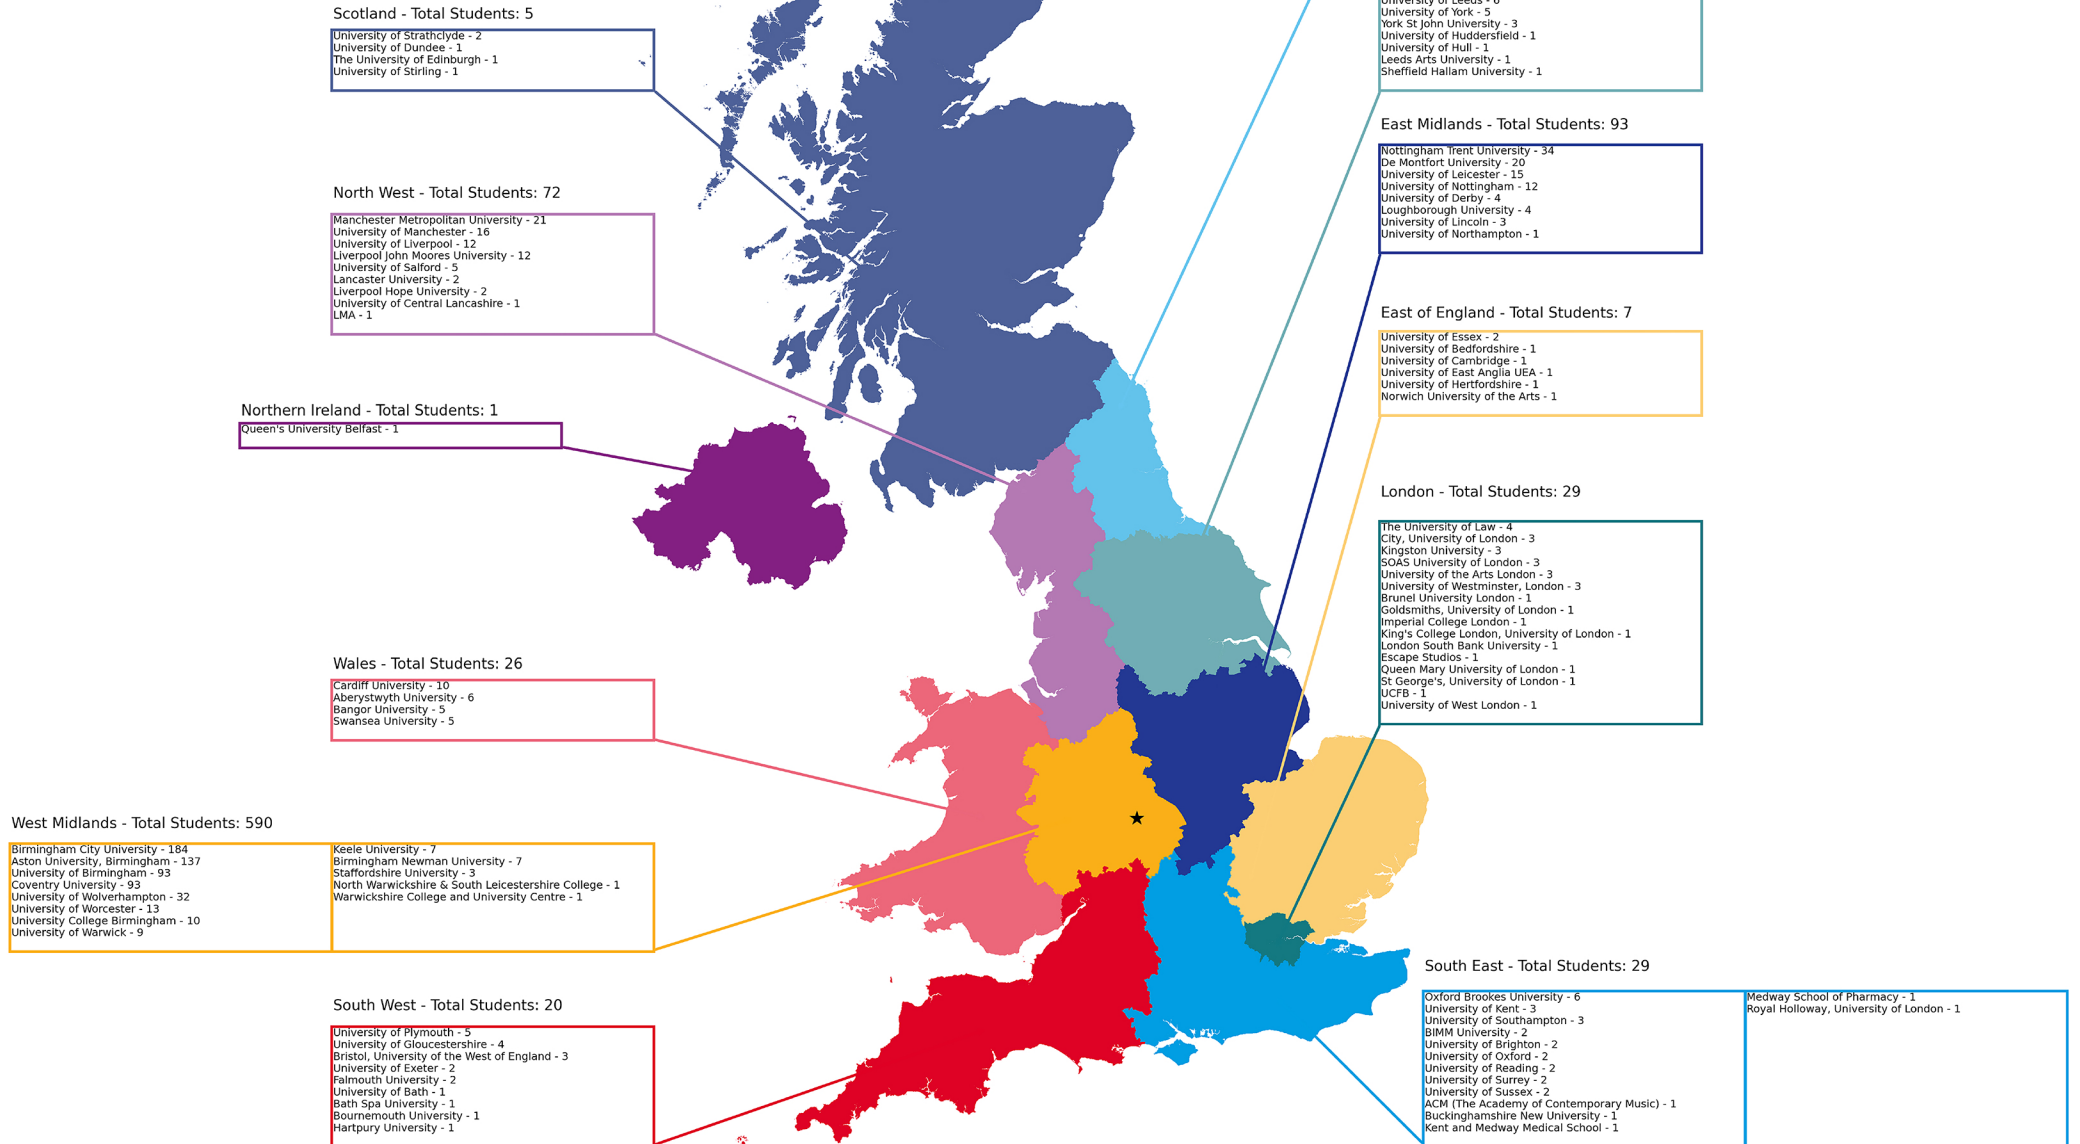 Scotland - Total Students: 5
University of Strathclyde - 2
University of Dundee - 1
The University of Edinburgh - 1
University of Stirling - 1
North West - Total Students: 72
Manchester Metropolitan University - 21
University of Manchester - 16
University of Liverpool - 12
Liverpool John Moores University - 12
University of Salford - 5
Lancaster University - 2
Liverpool Hope University - 2
University of Central Lancashire - 1
LMA - 1
Northern Ireland - Total Students: 1
Queen's University Belfast - 1
Wales - Total Students: 26
Cardiff University - 10
Aberystwyth University - 6
Bangor University - 5
Swansea University - 5
West Midlands - Total Students: 590
Birmingham City University - 184
Aston University, Birmingham - 137
University of Birmingham - 93
Coventry University - 93
University of Wolverhampton - 32
University of Worcester - 13
University College Birmingham - 10
University of Warwick - 9
Keele University - 7
Birmingham Newman University - 7
Staffordshire University - 3
North Warwickshire & South Leicestershire College - 1
Warwickshire College and University Centre - 1
South West - Total Students: 20
University of Plymouth - 5
University of Gloucestershire - 4
Bristol, University of the West of England - 3
University of Exeter - 2
Falmouth University - 2
University of Bath - 1
Bath Spa University - 1
Bournemouth University - 1
Hartpury University - 1
University of Leeds - 6
University of York - 5
York St John University - 3
University of Huddersfield - 1
University of Hull - 1
Leeds Arts University - 1
Sheffield Hallam University - 1
East Midlands - Total Students: 93
Nottingham Trent University - 34
De Montfort University - 20
University of Leicester - 15
University of Nottingham - 12
University of Derby - 4
Loughborough University - 4
University of Lincoln - 3
University of Northampton - 1
East of England - Total Students: 7
University of Essex - 2
University of Bedfordshire - 1
University of Cambridge - 1
University of East Anglia UEA - 1
University of Hertfordshire - 1
Norwich University of the Arts - 1
London - Total Students: 29
The University of Law - 4
City, University of London - 3
Kingston University - 3
SOAS University of London - 3
University of the Arts London - 3
University of Westminster, London - 3
Brunel University London - 1
Goldsmiths, University of London - 1
Imperial College London - 1
King's College London, University of London - 1
London South Bank University - 1
Escape Studios - 1
Queen Mary University of London - 1
St George's, University of London - 1
UCFB - 1
University of West London - 1
South East - Total Students: 29
Oxford Brookes University - 6
University of Kent - 3
University of Southampton - 3
BIMM University - 2
University of Brighton - 2
University of Oxford - 2
University of Reading - 2
University of Surrey - 2
University of Sussex - 2
ACM (The Academy of Contemporary Music) - 1
Buckinghamshire New University - 1
Kent and Medway Medical School - 1
Medway School of Pharmacy - 1
Royal Holloway, University of London - 1